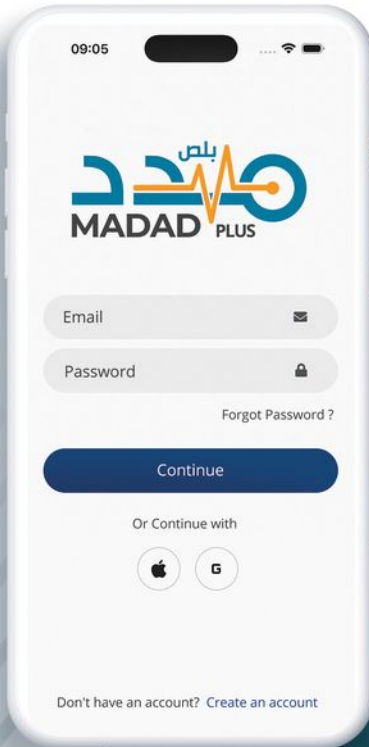 09:05
بلص
مدد
MADAD PLUS
Email
Password
Forgot Password ?
Continue
Or Continue with
G
Don't have an account? Create an account